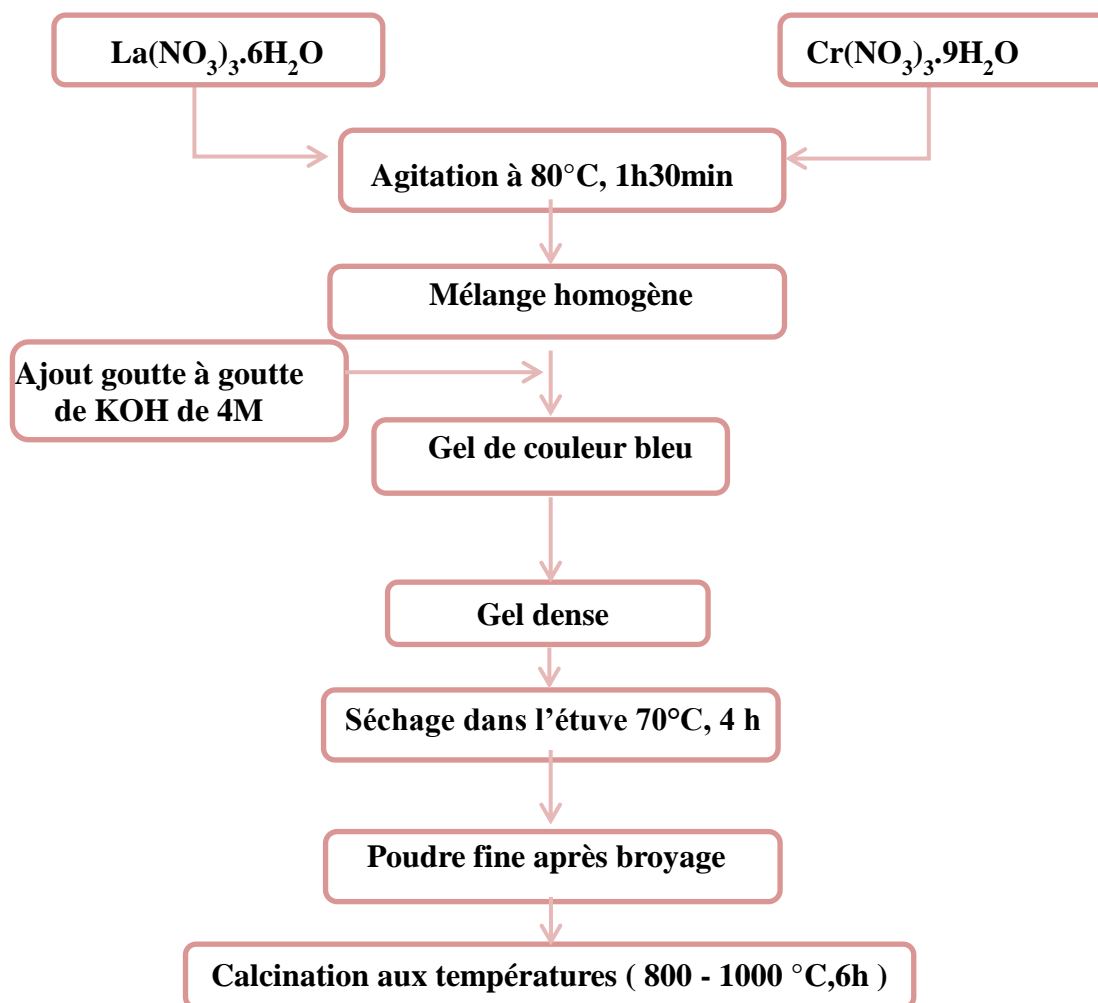 La(NO₃)₃.6H₂O
Cr(NO₃)₃.9H₂O
Agitation à 80°C, 1h30min
Mélange homogène
Ajout goutte à goutte
de KOH de 4M
Gel de couleur bleu
Gel dense
Séchage dans l’étuve 70°C, 4 h
Poudre fine après broyage
Calcination aux températures ( 800 - 1000 °C,6h )